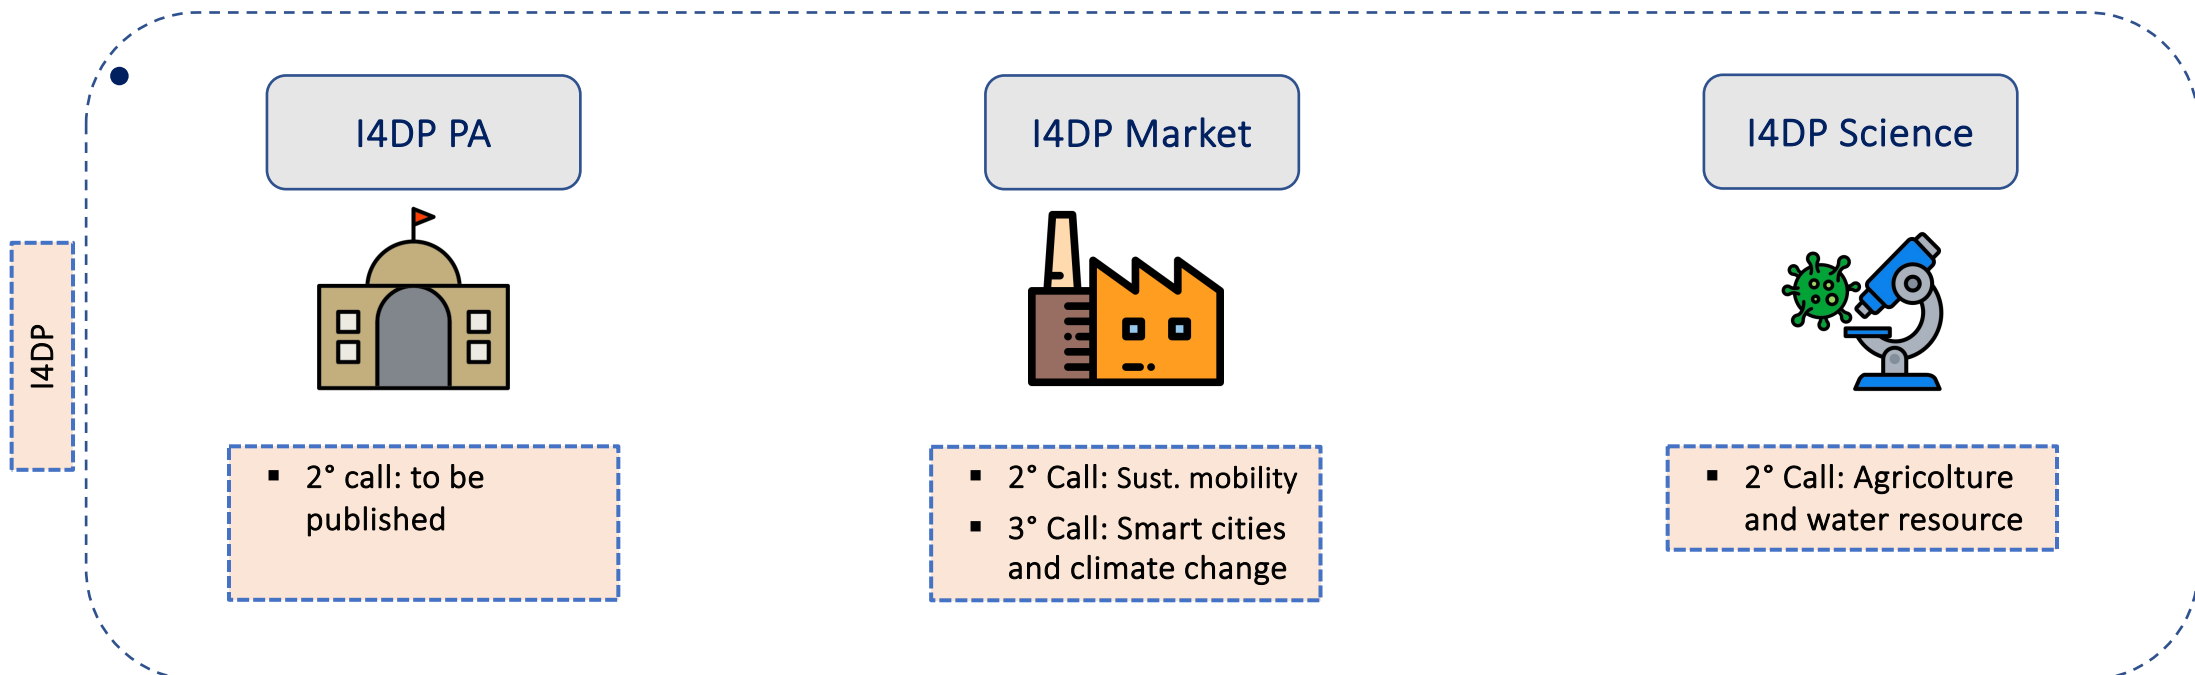 I4DP
I4DP PA
▪ 2° call: to be
published
I4DP Market
▪ 2° Call: Sust. mobility
▪ 3° Call: Smart cities
and climate change
I4DP Science
▪ 2° Call: Agricolture
and water resource